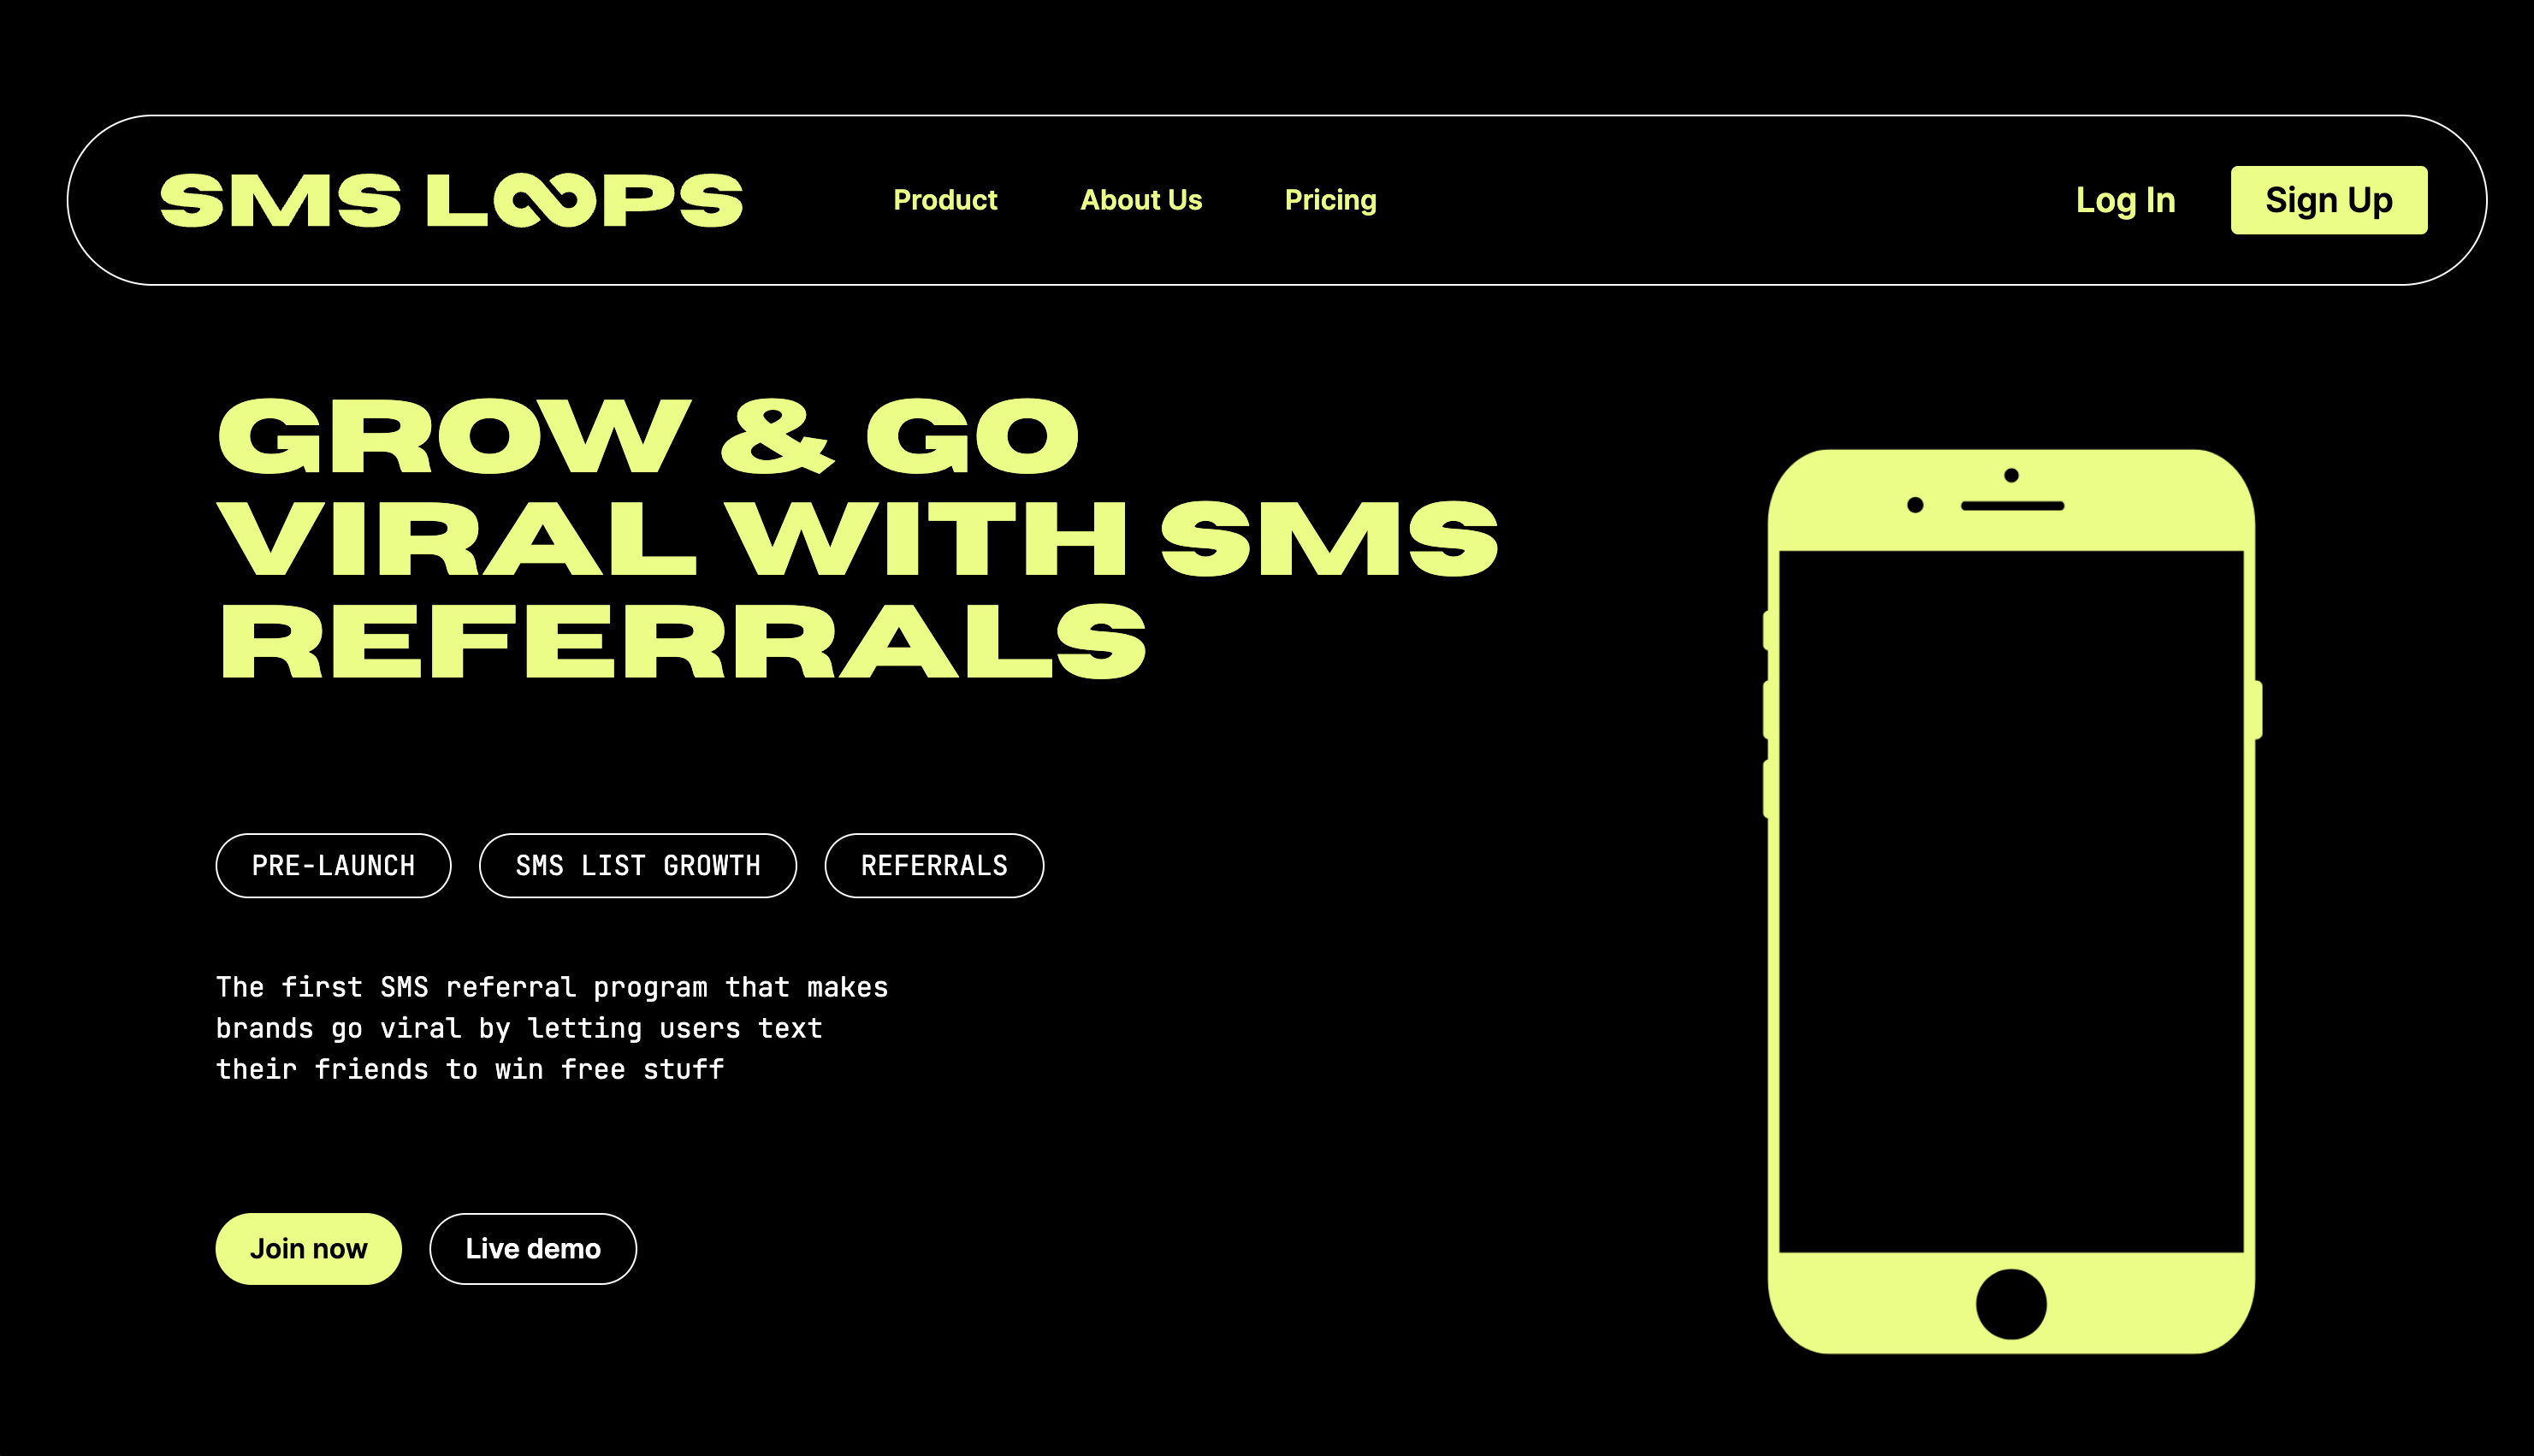 SMS LOOPS
Product
About Us
Pricing
Log In
Sign Up
GROW & GO
VIRAL WITH SMS
REFERRALS
PRE-LAUNCH
SMS LIST GROWTH
REFERRALS
The first SMS referral program that makes
brands go viral by letting users text
their friends to win free stuff
Join now
Live demo